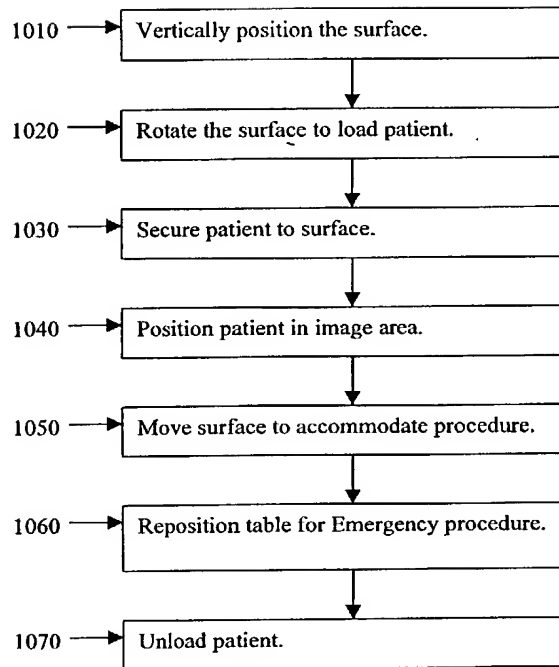 1010 Vertically position the surface.
1020 Rotate the surface to load patient.
1030 Secure patient to surface.
1040 Position patient in image area.
1050 Move surface to accommodate procedure.
1060 Reposition table for Emergency procedure.
1070 Unload patient.